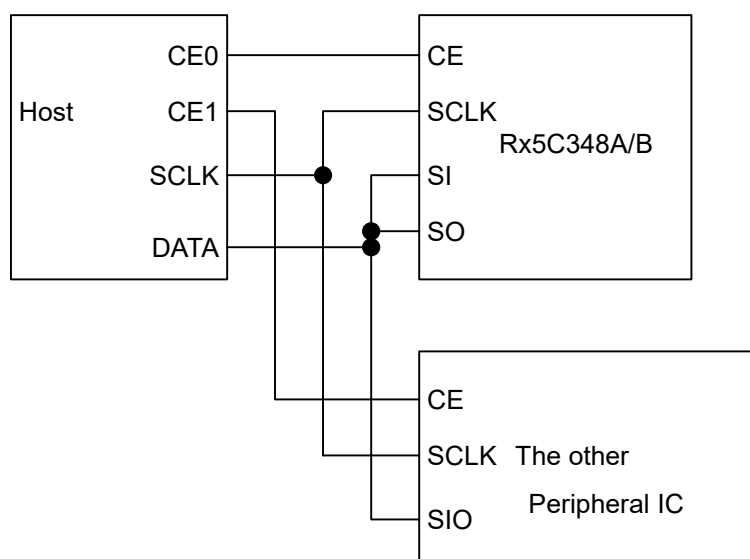 Host
CE0
CE1
SCLK
DATA
CE
SCLK
Rx5C348A/B
SI
SO
CE
SCLK The other
Peripheral IC
SIO